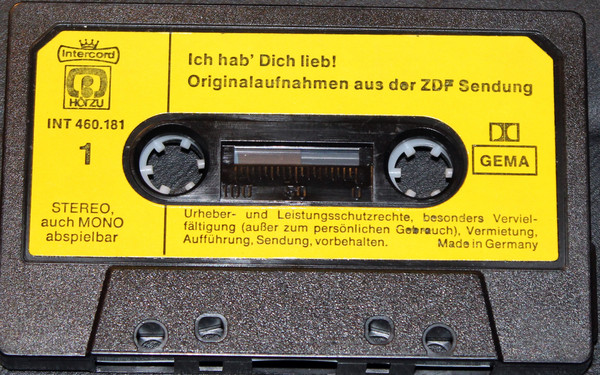 Intercord
HÖRZU
INT 460.181
1
STEREO,
auch MONO
abspielbar
Ich hab' Dich lieb!
Originalaufnahmen aus der ZDF Sendung
100 50 0
GEMA
Urheber- und Leistungsschutzrechte, besonders Verviel-
fältigung (außer zum persönlichen Gebrauch), Vermietung,
Aufführung, Sendung, vorbehalten. Made in Germany